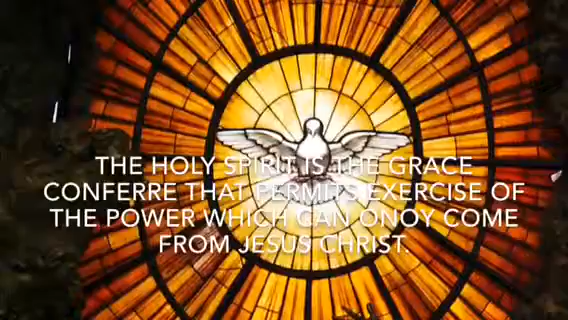 THE HOLY SPIRIT IS THE GRACE
CONFERRE THAT PERMITS EXERCISE OF
THE POWER WHICH CAN ONOY COME
FROM JESUS CHRIST.